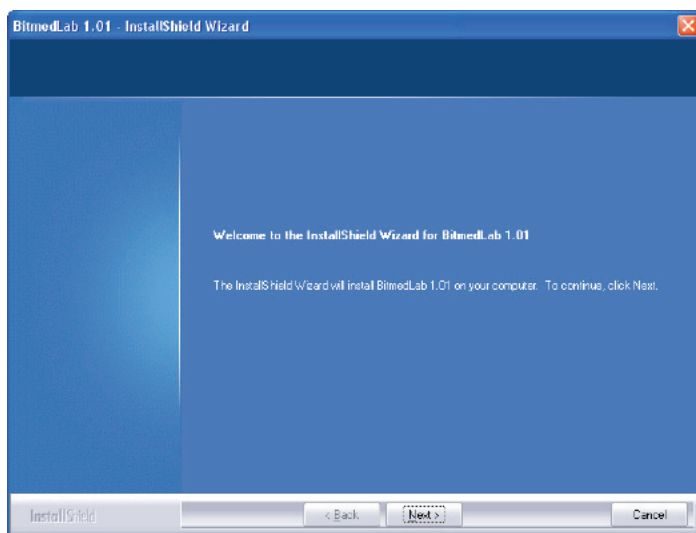 BitmedLab 1.01 - InstallShield Wizard
Welcome to the InstallShield Wizard for BitmedLab 1.01
The InstallShield Wizard will install BitmedLab 1.01 on your computer. To continue, click Next.
InstallShield
< Back
Next >
Cancel